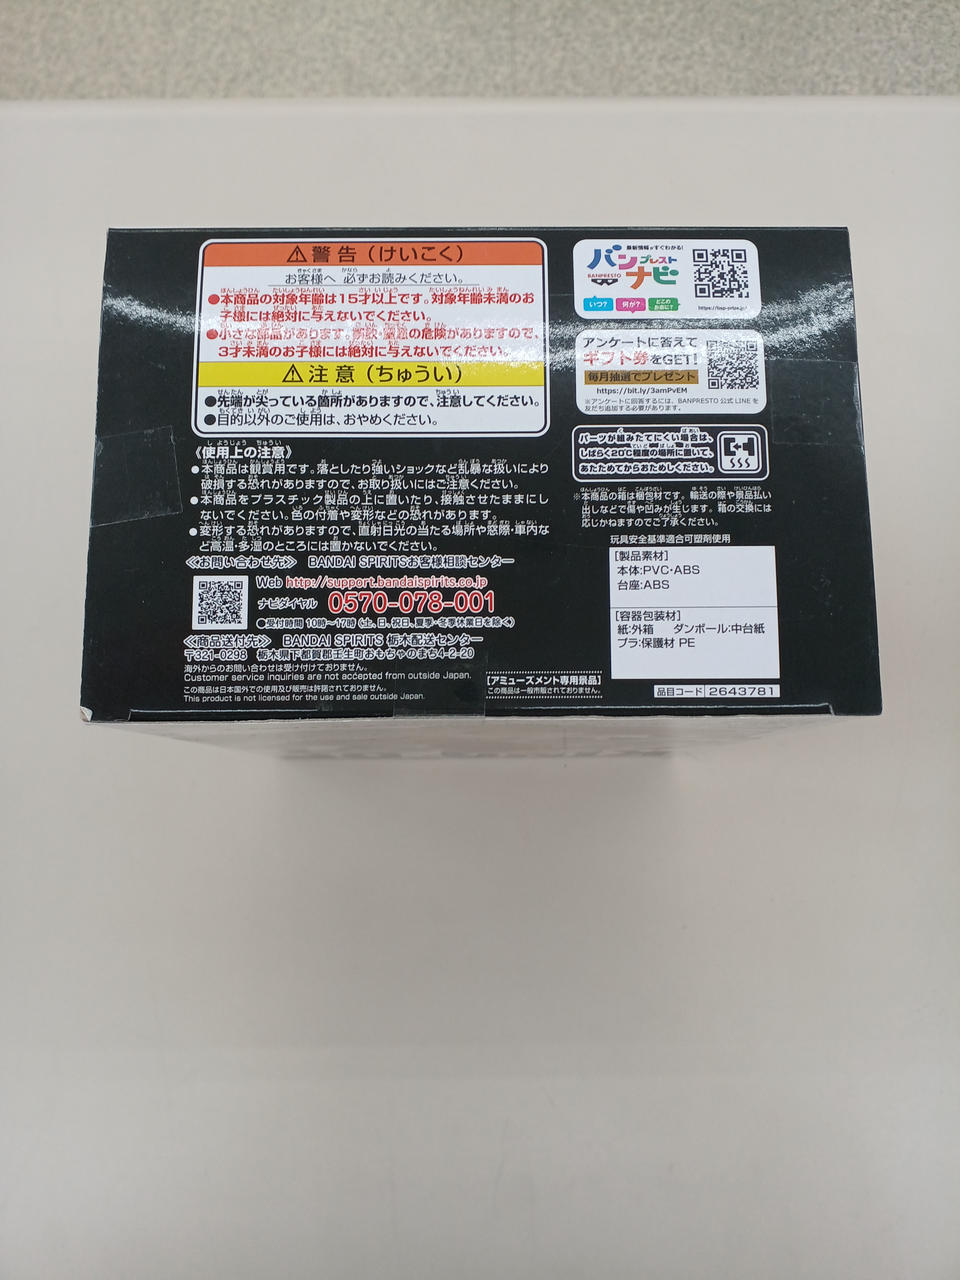 ⚠警告（けいこく）
お客様へ 必ずお読みください。
●本商品の対象年齢は15才以上です。対象年齢未満のお
子様には絶対に与えないでください。
●小さな部品があります。誤飲・窒息の危険がありますので、
3才未満のお子様には絶対に与えないでください。
⚠注意（ちゅうい）
●先端が尖っている箇所がありますので、注意してください。
●目的以外のご使用は、おやめください。
《使用上の注意》
●本商品は観賞用です。落としたり強いショックなど乱暴な扱いにより
破損する恐れがありますので、お取り扱いにはご注意ください。
●本商品をプラスチック製品の上に置いたり、接触させたままにし
ないでください。色の付着や変形などの恐れがあります。
●変形する恐れがありますので、直射日光の当たる場所や窓際・車内な
ど高温・多湿のところには置かないでください。
≪お問い合わせ先≫ BANDAI SPIRITSお客様相談センター
Web http://support.bandaispirits.co.jp
ナビダイヤル 0570-078-001
●受付時間 10時〜17時（土、日、祝日、夏季・冬季休業日を除く）
≪商品送付先≫ BANDAI SPIRITS 栃木配送センター
〒321-0298 栃木県下都賀郡壬生町おもちゃのまち4-2-20
海外からのお問い合わせは受け付けておりません。
Customer service inquiries are not accepted from outside Japan.
この商品は日本国外での使用及び販売は許諾されておりません。
This product is not licensed for the use and sale outside Japan.
［アミューズメント専用景品］
この商品は一般市販されておりません。
最新情報がすぐわかる!
バンプレストナビ
BANPRESTO
いつ?
何が?
どこのお店に?
https://bsp-prize.jp/
アンケートに答えて
ギフト券をGET!
毎月抽選でプレゼント
https://bit.ly/3amPvEM
※アンケートに回答するには、BANPRESTO 公式 LINE を
友だち追加する必要があります。
パーツが組みたてにくい場合は、
しばらく20℃程度の場所に置いて、
あたためてからおためしください。
※本商品の箱は梱包材です。輸送の際や景品払い
出しなどで傷や凹みが生じます。箱の交換には
応じかねますのでご了承ください。
玩具安全基準適合可塑剤使用
［製品素材］
本体:PVC・ABS
台座:ABS
［容器包装材］
紙:外箱 ダンボール:中台紙
プラ:保護材 PE
品目コード 2643781